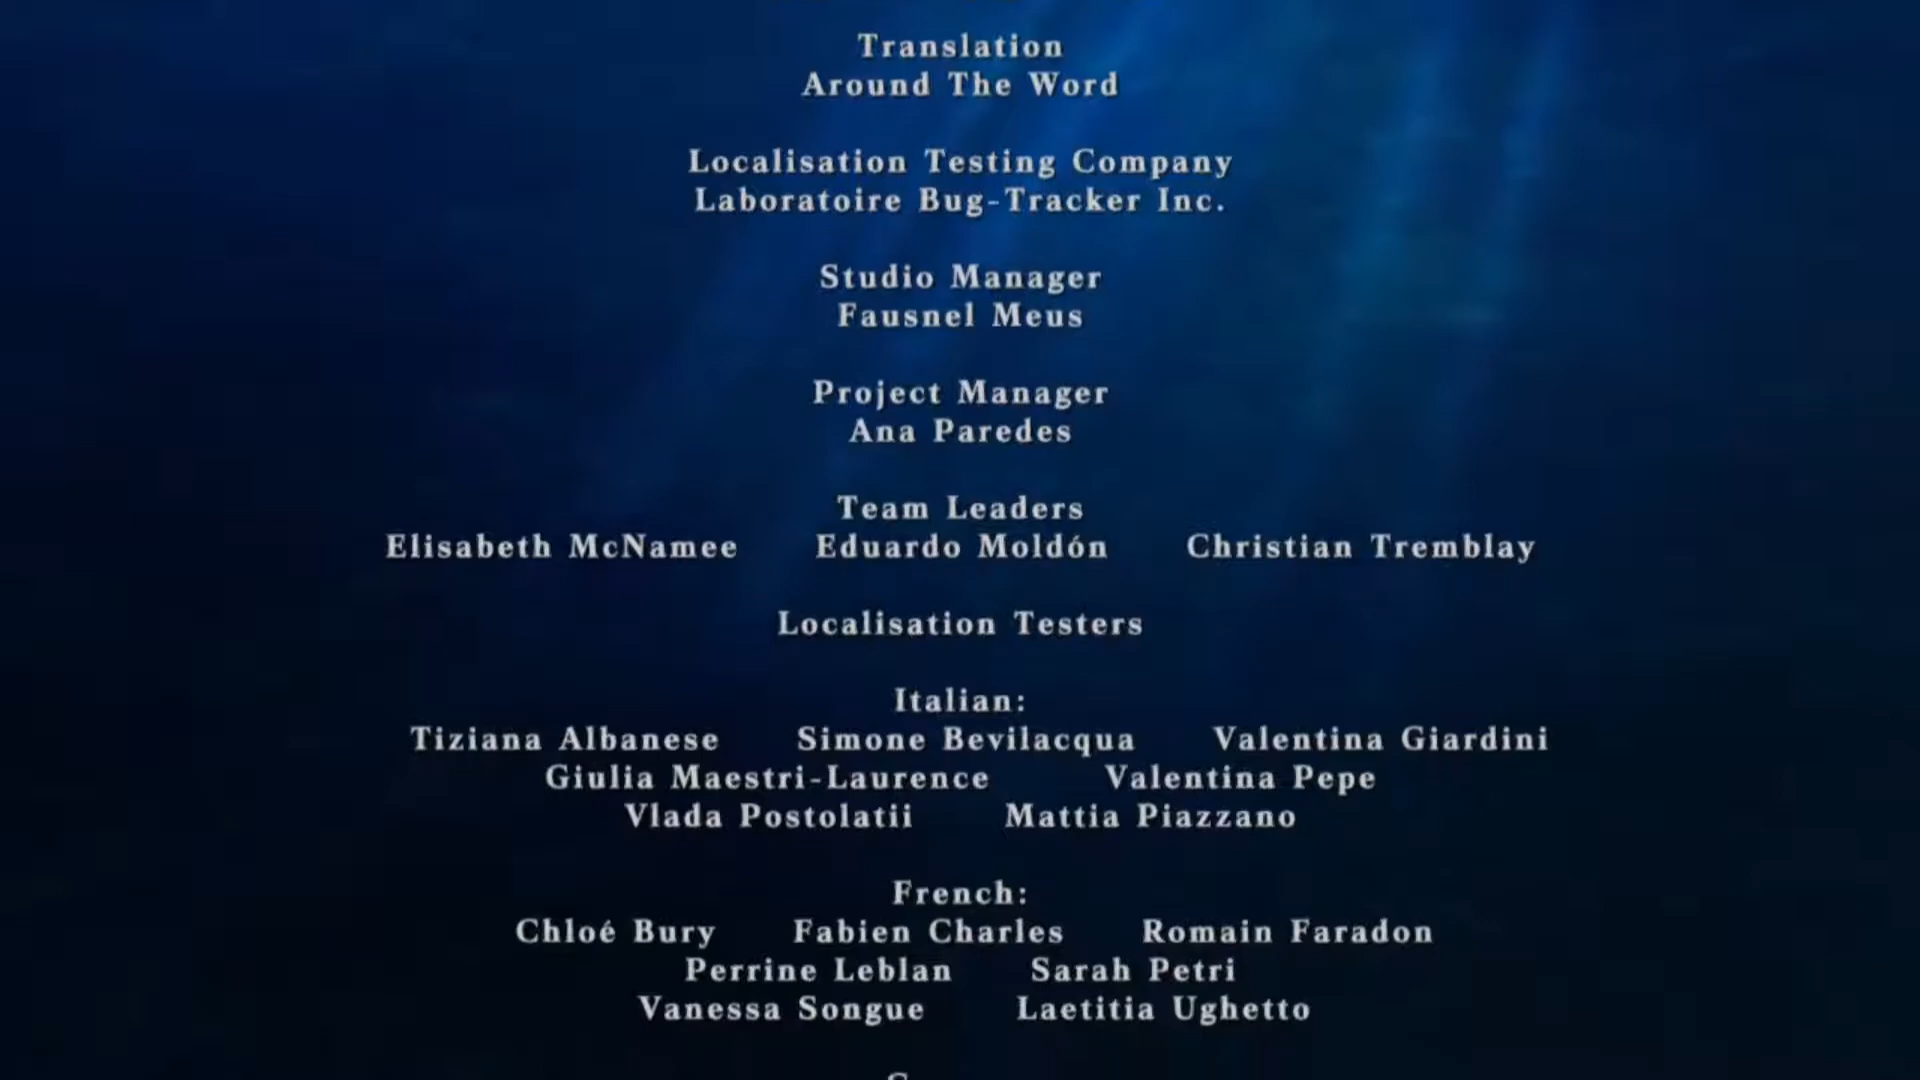 Translation
Around The Word
Localisation Testing Company
Laboratoire Bug-Tracker Inc.
Studio Manager
Fausnel Meus
Project Manager
Ana Paredes
Team Leaders
Elisabeth McNamee Eduardo Moldón Christian Tremblay
Localisation Testers
Italian:
Tiziana Albanese Simone Bevilacqua Valentina Giardini
Giulia Maestri-Laurence Valentina Pepe
Vlada Postolatii Mattia Piazzano
French:
Chloé Bury Fabien Charles Romain Faradon
Perrine Leblan Sarah Petri
Vanessa Songue Laetitia Ughetto